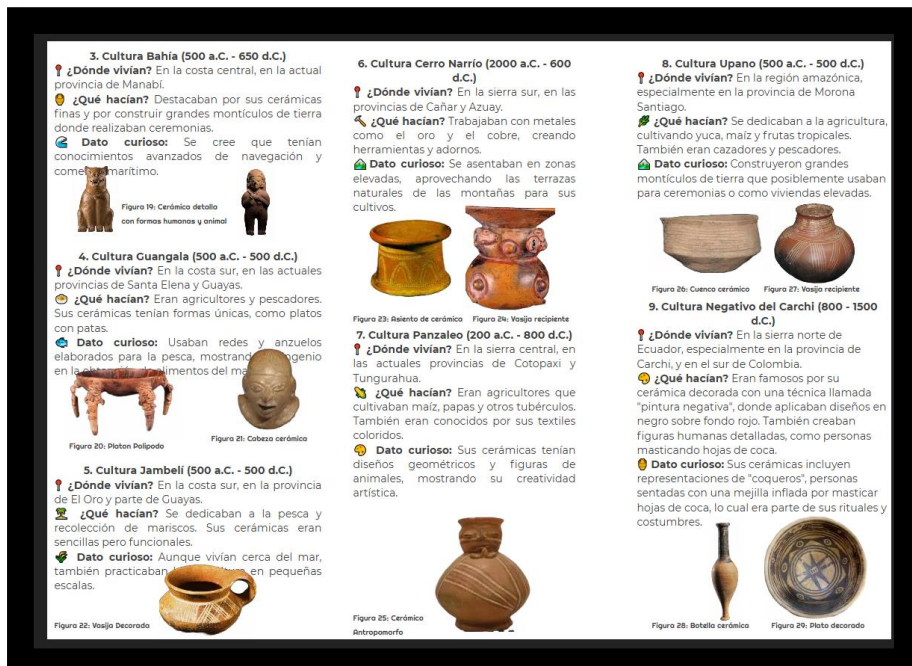 3. Cultura Bahía (500 a.C. - 650 d.C.)
¿Dónde vivían? En la costa central, en la actual
provincia de Manabí.
¿Qué hacían? Destacaban por sus cerámicas
finas y por construir grandes montículos de tierra
donde realizaban ceremonias.
Dato curioso: Se cree que tenían
conocimientos avanzados de navegación y
marítimo.
Figura 19: Cerámica detalla
con formas humanas y animal
4. Cultura Guangala (500 a.C. - 500 d.C.)
¿Dónde vivían? En la costa sur, en las actuales
provincias de Santa Elena y Guayas.
¿Qué hacían? Eran agricultores y pescadores.
Sus cerámicas tenían formas únicas, como platos
con patas.
Dato curioso: Usaban redes y anzuelos
elaborados para la pesca, ingenio
en la alimentos del
Figura 20: Platon Polipodo
Figura 21: Cabeza cerámica
5. Cultura Jambelí (500 a.C. - 500 d.C.)
¿Dónde vivían? En la costa sur, en la provincia
de El Oro y parte de Guayas.
¿Qué hacían? Se dedicaban a la pesca y
recolección de mariscos. Sus cerámicas eran
sencillas pero funcionales.
Dato curioso: Aunque vivían cerca del mar,
también practicaban en pequeñas
escalas.
Figura 22: Vasija Decorada
6. Cultura Cerro Narrío (2000 a.C. - 600
d.C.)
¿Dónde vivían? En la sierra sur, en las
provincias de Cañar y Azuay.
¿Qué hacían? Trabajaban con metales
como el oro y el cobre, creando
herramientas y adornos.
Dato curioso: Se asentaban en zonas
elevadas, aprovechando las terrazas
naturales de las montañas para sus
cultivos.
Figura 23: Asiento de cerámico
Figura 24: Vasija recipiente
7. Cultura Panzaleo (200 a.C. - 800 d.C.)
¿Dónde vivían? En la sierra central, en
las actuales provincias de Cotopaxi y
Tungurahua.
¿Qué hacían? Eran agricultores que
cultivaban maíz, papas y otros tubérculos.
También eran conocidos por sus textiles
coloridos.
Dato curioso: Sus cerámicas tenían
diseños geométricos y figuras de
animales, mostrando su creatividad
artística.
Figura 25: Cerámico
Antropomorfo
8. Cultura Upano (500 a.C. - 500 d.C.)
¿Dónde vivían? En la región amazónica,
especialmente en la provincia de Morona
Santiago.
¿Qué hacían? Se dedicaban a la agricultura,
cultivando yuca, maíz y frutas tropicales.
También eran cazadores y pescadores.
Dato curioso: Construyeron grandes
montículos de tierra que posiblemente usaban
para ceremonias o como viviendas elevadas.
Figura 26: Cuenco cerámico
Figura 27: Vasija recipiente
9. Cultura Negativo del Carchi (800 - 1500
d.C.)
¿Dónde vivían? En la sierra norte de
Ecuador, especialmente en la provincia de
Carchi, y en el sur de Colombia.
¿Qué hacían? Eran famosos por su
cerámica decorada con una técnica llamada
"pintura negativa", donde aplicaban diseños en
negro sobre fondo rojo. También creaban
figuras humanas detalladas, como personas
masticando hojas de coca.
Dato curioso: Sus cerámicas incluyen
representaciones de "coqueros", personas
sentadas con una mejilla inflada por masticar
hojas de coca, lo cual era parte de sus rituales y
costumbres.
Figura 28: Botella cerámica
Figura 29: Plato decorado